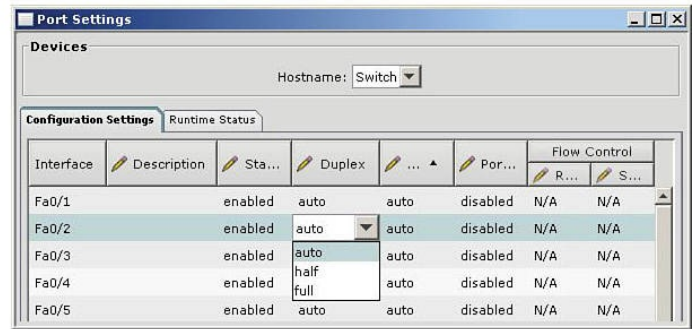 Port Settings
Devices
Hostname: Switch
Configuration Settings Runtime Status
Interface Description Sta... Duplex ... Por... Flow Control
R... S...
Fa0/1 enabled auto auto disabled N/A N/A
Fa0/2 enabled auto auto disabled N/A N/A
Fa0/3 enabled auto auto disabled N/A N/A
half
Fa0/4 enabled auto disabled N/A N/A
full
Fa0/5 enabled auto auto disabled N/A N/A